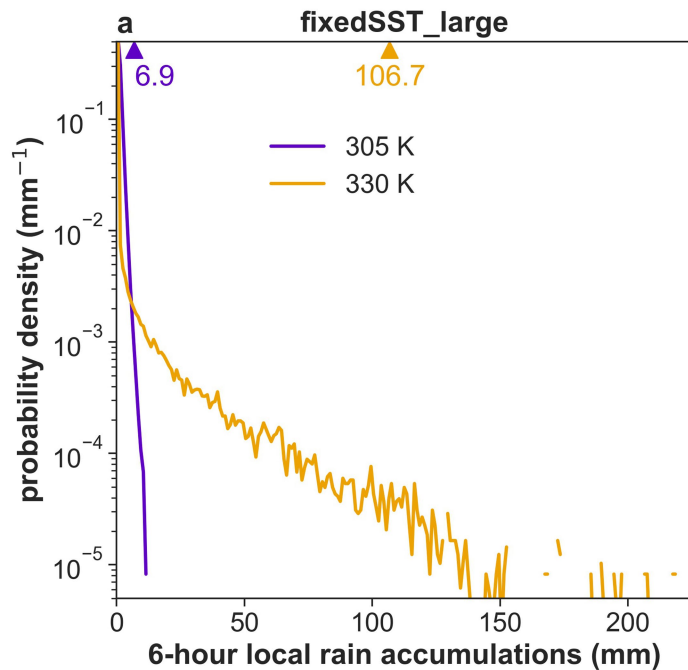 a fixedSST_large
6.9 106.7
305 K
330 K
probability density (mm⁻¹)
10⁻¹
10⁻²
10⁻³
10⁻⁴
10⁻⁵
0 50 100 150 200
6-hour local rain accumulations (mm)